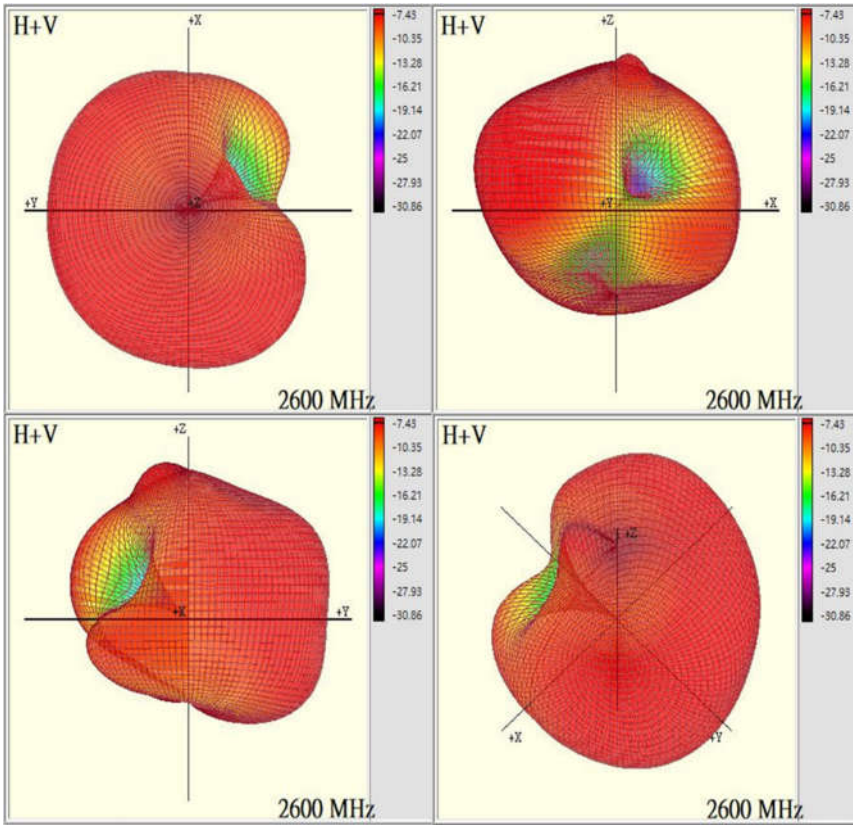 H+V
+X
+Y
+Z
2600 MHz
-7.43
-10.35
-13.28
-16.21
-19.14
-22.07
-25
-27.93
-30.86
H+V
+Z
+Y
+X
2600 MHz
-7.43
-10.35
-13.28
-16.21
-19.14
-22.07
-25
-27.93
-30.86
H+V
+Z
+X
+Y
2600 MHz
-7.43
-10.35
-13.28
-16.21
-19.14
-22.07
-25
-27.93
-30.86
H+V
+Z
+X
+Y
2600 MHz
-7.43
-10.35
-13.28
-16.21
-19.14
-22.07
-25
-27.93
-30.86